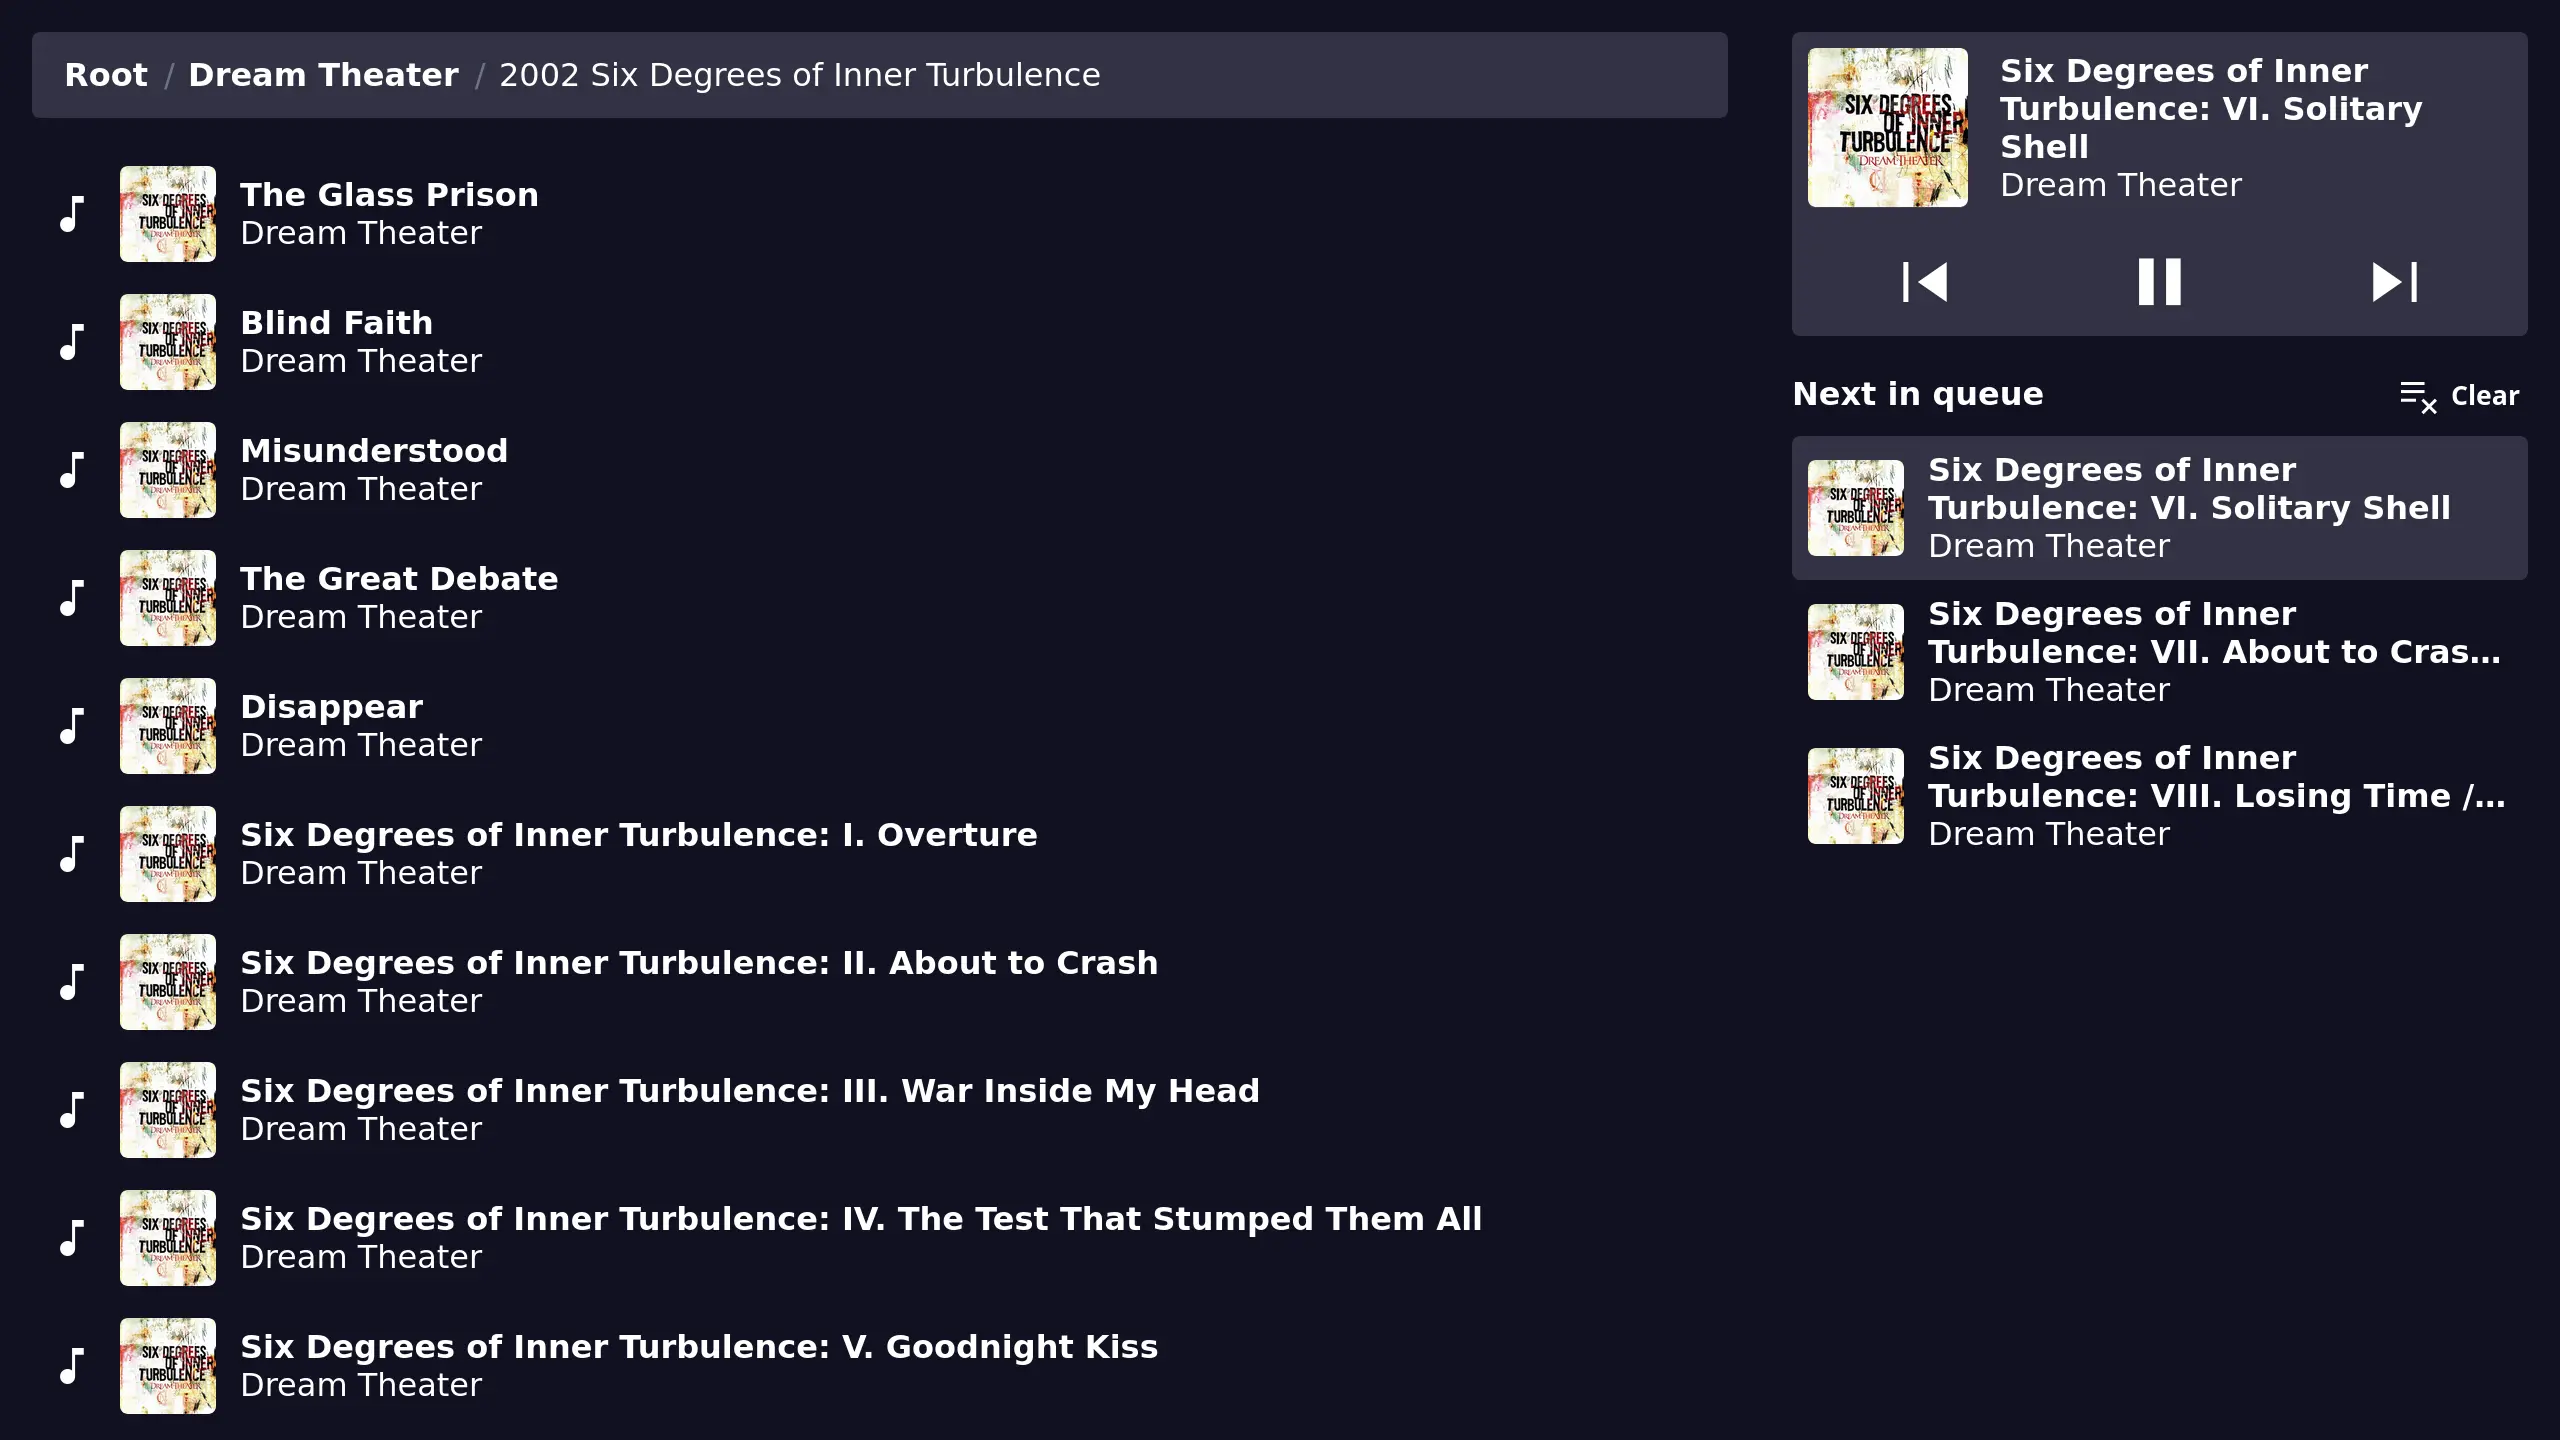 Root / Dream Theater / 2002 Six Degrees of Inner Turbulence
The Glass Prison
Dream Theater
Blind Faith
Dream Theater
Misunderstood
Dream Theater
The Great Debate
Dream Theater
Disappear
Dream Theater
Six Degrees of Inner Turbulence: I. Overture
Dream Theater
Six Degrees of Inner Turbulence: II. About to Crash
Dream Theater
Six Degrees of Inner Turbulence: III. War Inside My Head
Dream Theater
Six Degrees of Inner Turbulence: IV. The Test That Stumped Them All
Dream Theater
Six Degrees of Inner Turbulence: V. Goodnight Kiss
Dream Theater
SIX DEGREES
OF INNER
TURBULENCE
DREAM THEATER
Six Degrees of Inner
Turbulence: VI. Solitary
Shell
Dream Theater
Next in queue
Clear
Six Degrees of Inner
Turbulence: VI. Solitary Shell
Dream Theater
Six Degrees of Inner
Turbulence: VII. About to Cras…
Dream Theater
Six Degrees of Inner
Turbulence: VIII. Losing Time /…
Dream Theater